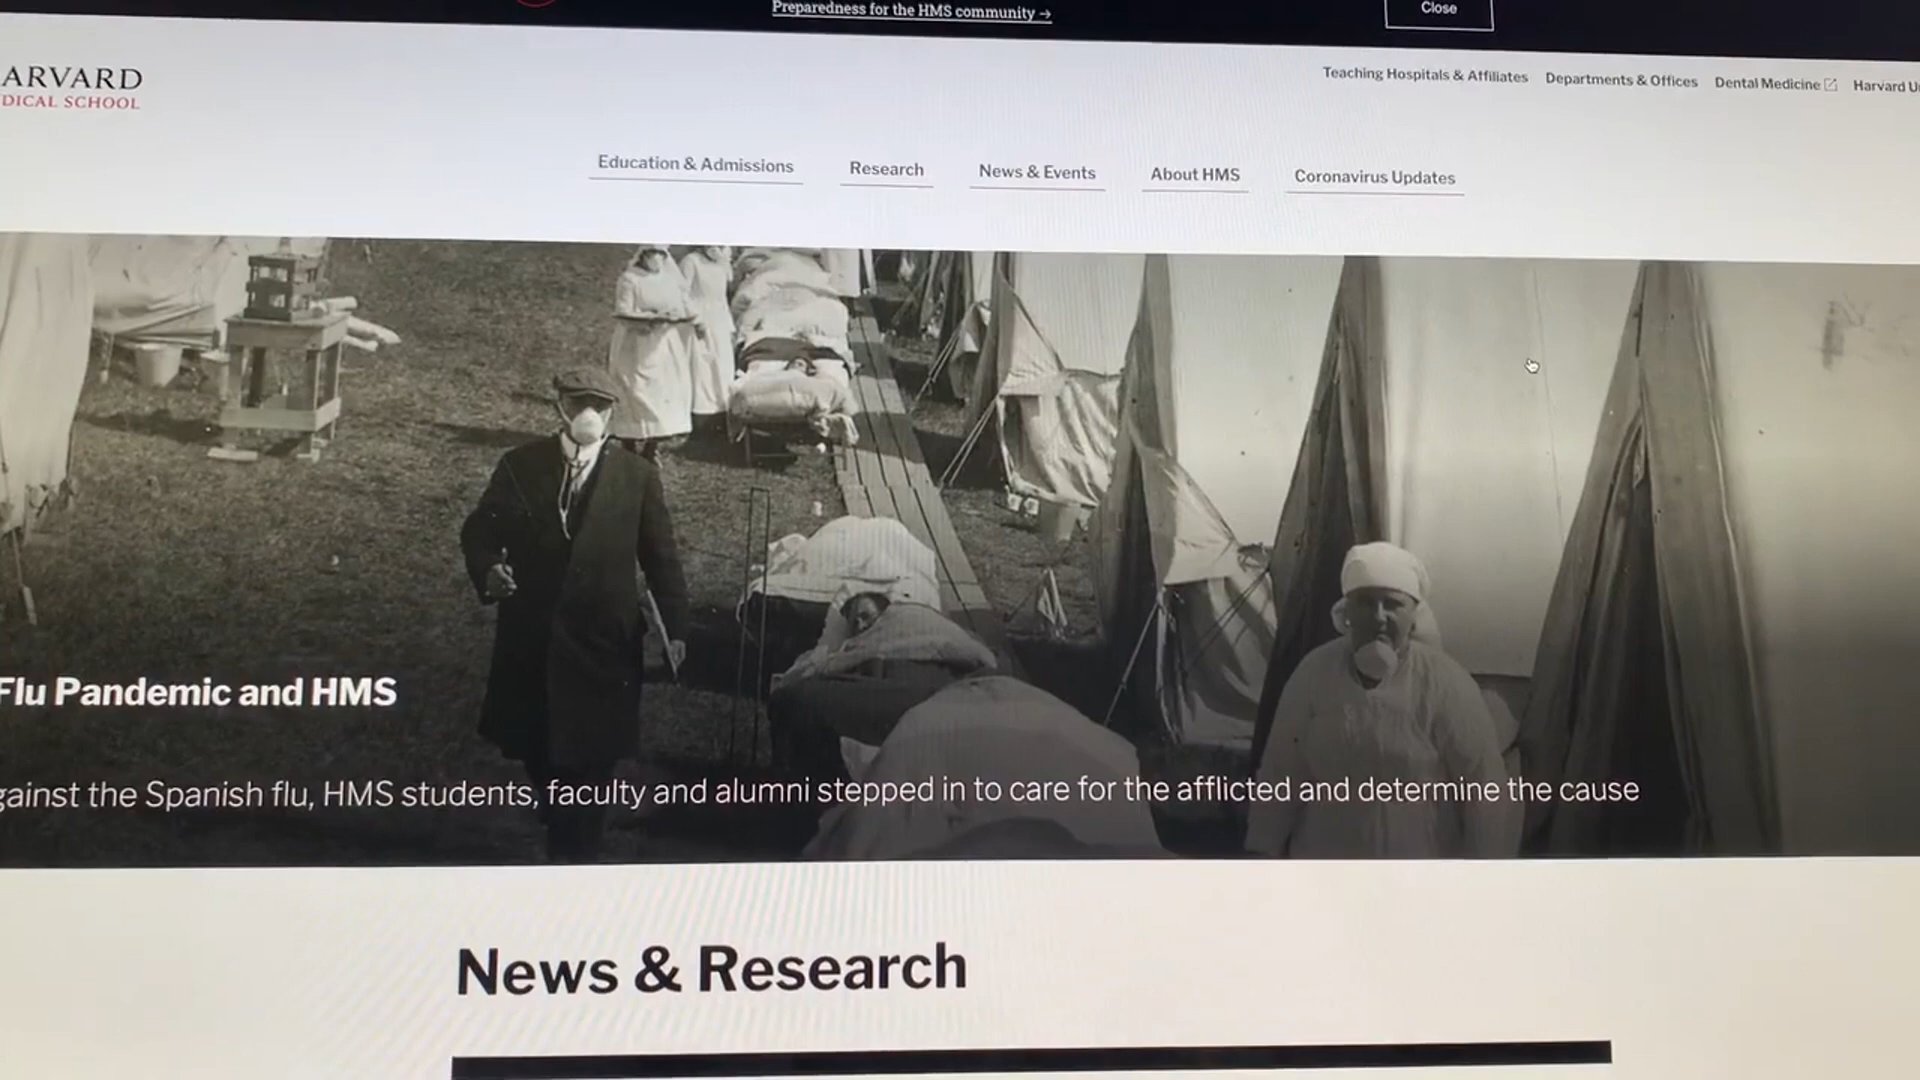 Preparedness for the HMS community →
Close
ARVARD
DICAL SCHOOL
Teaching Hospitals & Affiliates Departments & Offices Dental Medicine Harvard U
Education & Admissions Research News & Events About HMS Coronavirus Updates
Flu Pandemic and HMS
gainst the Spanish flu, HMS students, faculty and alumni stepped in to care for the afflicted and determine the cause
News & Research